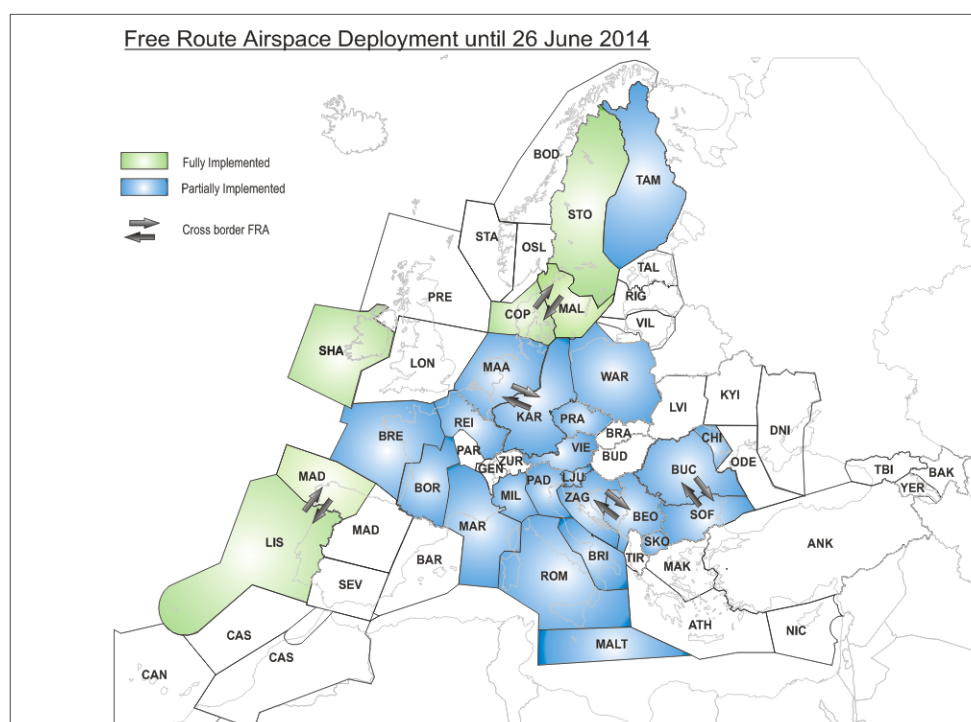 Free Route Airspace Deployment until 26 June 2014
Fully Implemented
Partially Implemented
Cross border FRA
BOD
TAM
STO
STA
OSL
TAL
RIG
VIL
PRE
COP
MAL
SHA
LON
MAA
WAR
KAR
LVI
KYI
DNI
REI
PRA
BRE
BRA
CHI
VIE
PAR
ZUR
BUD
ODE
GEN
BUC
TBI
BAK
YER
MAD
BOR
MIL
PAD
LJU
ZAG
BEO
SOF
MAR
MAD
LIS
SKO
ANK
BAR
BRI
TIR
MAK
SEV
ROM
ATH
NIC
CAS
MALT
CAS
CAN